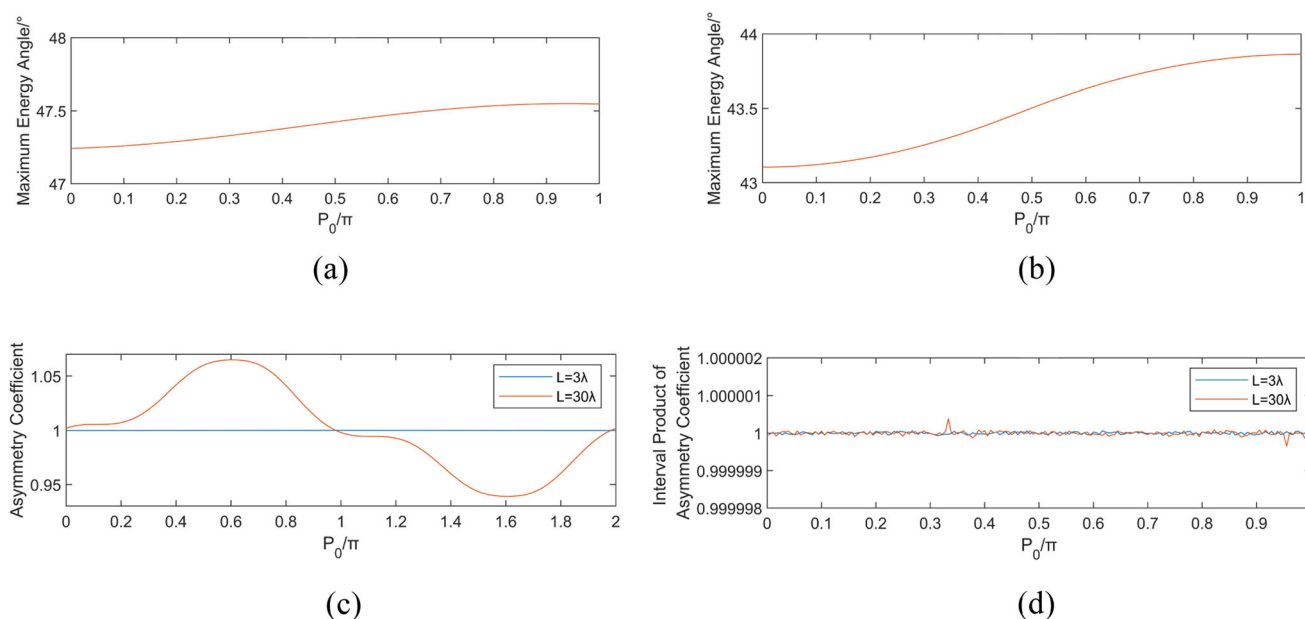 48
47.5
47
Maximum Energy Angle/°
0 0.1 0.2 0.3 0.4 0.5 0.6 0.7 0.8 0.9 1
P0/π
(a)
44
43.5
43
Maximum Energy Angle/°
0 0.1 0.2 0.3 0.4 0.5 0.6 0.7 0.8 0.9 1
P0/π
(b)
1.05
1
0.95
Asymmetry Coefficient
L=3λ
L=30λ
0 0.2 0.4 0.6 0.8 1 1.2 1.4 1.6 1.8 2
P0/π
(c)
1.000002
1.000001
1
0.999999
0.999998
Interval Product of
Asymmetry Coefficient
L=3λ
L=30λ
0 0.1 0.2 0.3 0.4 0.5 0.6 0.7 0.8 0.9
P0/π
(d)